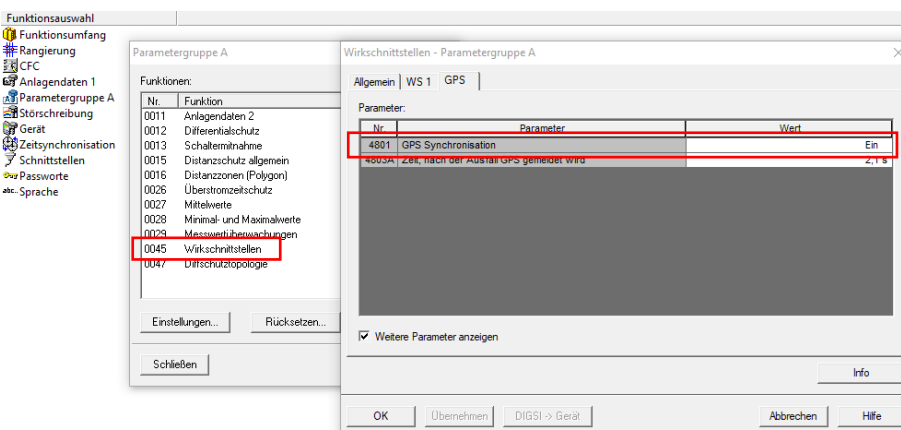 Funktionsauswahl
Funktionsumfang
Rangierung
CFC
Anlagendaten 1
Parametergruppe A
Störschreibung
Gerät
Zeitsynchronisation
Schnittstellen
Passworte
abc Sprache
Parametergruppe A
Funktionen:
Nr. Funktion
0011 Anlagendaten 2
0012 Differentialschutz
0013 Schaltermitnahme
0015 Distanzschutz allgemein
0016 Distanzzonen (Polygon)
0026 Überstromzeitschutz
0027 Mittelwerte
0028 Minimal- und Maximalwerte
0029 Messwertüberwachungen
0045 Wirkschnittstellen
0047 Diffschutztopologie
Einstellungen... Rücksetzen...
Schließen
Wirkschnittstellen - Parametergruppe A
Allgemein WS 1 GPS
Parameter:
Nr. Parameter Wert
4801 GPS Synchronisation Ein
4803A Zeit, nach der Ausfall GPS gemeldet wird 2,1 s
Weitere Parameter anzeigen
Info
OK Übernehmen DIGSI -> Gerät Abbrechen Hilfe